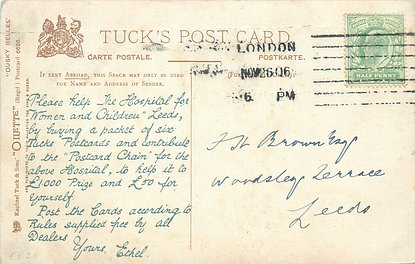 TUCK'S POST CARD
CARTE POSTALE.
POSTKARTE.
IF SENT ABROAD, THIS SPACE MAY ONLY BE USED
FOR NAME AND ADDRESS OF SENDER.
LONDON
NOV 26 06
6 PM
HALF PENNY
"DUSKY BELLES"
Raphael Tuck & Sons' "OILETTE" (Regd.) Postcard
Please help "The Hospital for
Women and Children" Leeds,
by buying a packet of six
Tucks Postcards and contribute
to the "Postcard Chain" for the
above Hospital, to help it to
£1000 Prize and £50 for
yourself.
Post the Cards according to
Rules supplied free by all
Dealers
Yours, Ethel.
Brown Esq
Woodsley Terrace
Leeds